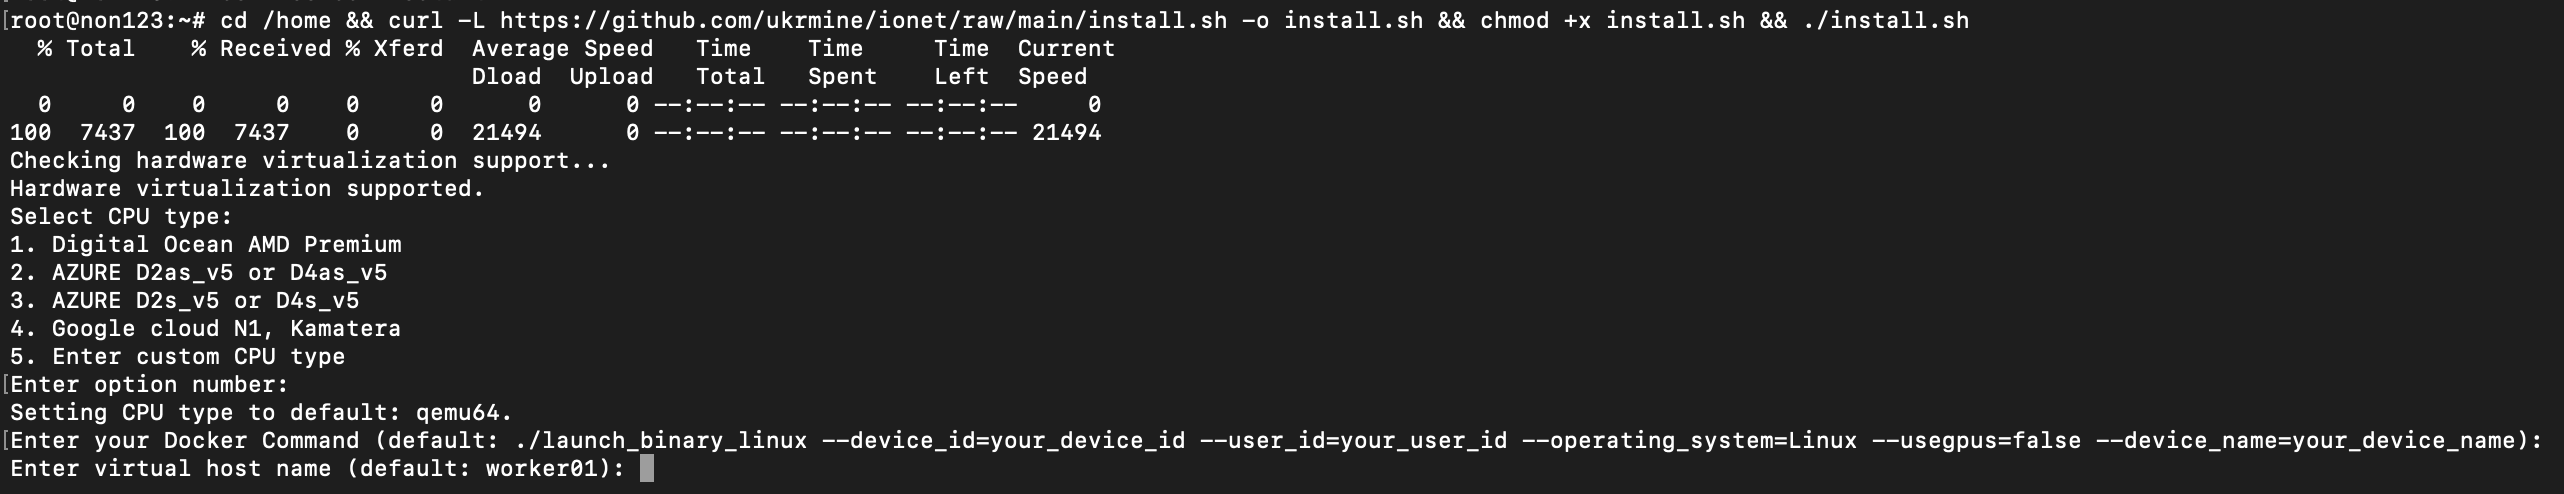 [root@non123:~# cd /home && curl -L https://github.com/ukrmine/ionet/raw/main/install.sh -o install.sh && chmod +x install.sh && ./install.sh
% Total % Received % Xferd Average Speed Time Time Time Current
Dload Upload Total Spent Left Speed
0 0 0 0 0 0 0 0 --:--:-- --:--:-- --:--:-- 0
100 7437 100 7437 0 0 21494 0 --:--:-- --:--:-- --:--:-- 21494
Checking hardware virtualization support...
Hardware virtualization supported.
Select CPU type:
1. Digital Ocean AMD Premium
2. AZURE D2as_v5 or D4as_v5
3. AZURE D2s_v5 or D4s_v5
4. Google cloud N1, Kamatera
5. Enter custom CPU type
[Enter option number:
Setting CPU type to default: qemu64.
[Enter your Docker Command (default: ./launch_binary_linux --device_id=your_device_id --user_id=your_user_id --operating_system=Linux --usegpus=false --device_name=your_device_name):
Enter virtual host name (default: worker01):